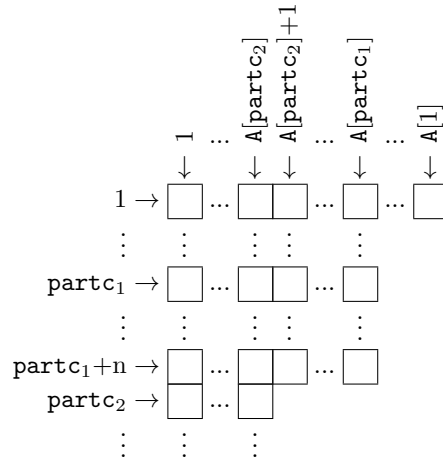 1 ... A[partc₂] A[partc₂]+1 ... A[partc₁] ... A[1]
↓ ↓ ↓ ↓ ↓
1 → ... ... ...
⋮ ⋮ ⋮ ⋮ ⋮
partc₁ → ... ...
⋮ ⋮ ⋮ ⋮ ⋮
partc₁+n → ... ...
partc₂ → ...
⋮ ⋮ ⋮